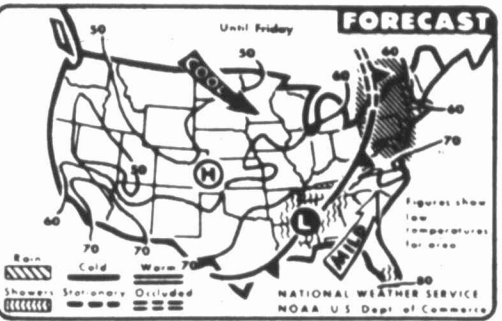 FORECAST
Until Friday
50
50
60
60
COOL
60
70
H
50
60
L
Figures show
low
temperatures
for area
70
70
70
MILD
80
Rain
Cold
Warm
Showers
Stationary
Occluded
NATIONAL WEATHER SERVICE
NOAA U S Dept of Commerce